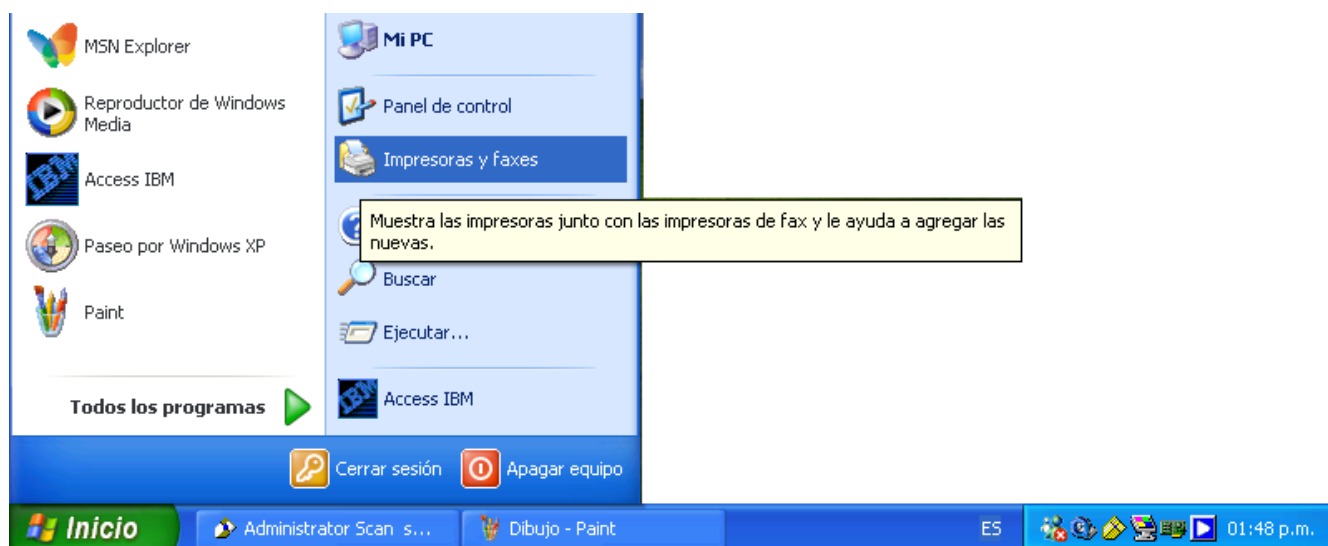 MSN Explorer
Reproductor de Windows
Media
Access IBM
Paseo por Windows XP
Paint
Todos los programas
Mi PC
Panel de control
Impresoras y faxes
Muestra las impresoras junto con las impresoras de fax y le ayuda a agregar las
nuevas.
Buscar
Ejecutar...
Access IBM
Cerrar sesión
Apagar equipo
Inicio
Administrator Scan s...
Dibujo - Paint
ES
01:48 p.m.